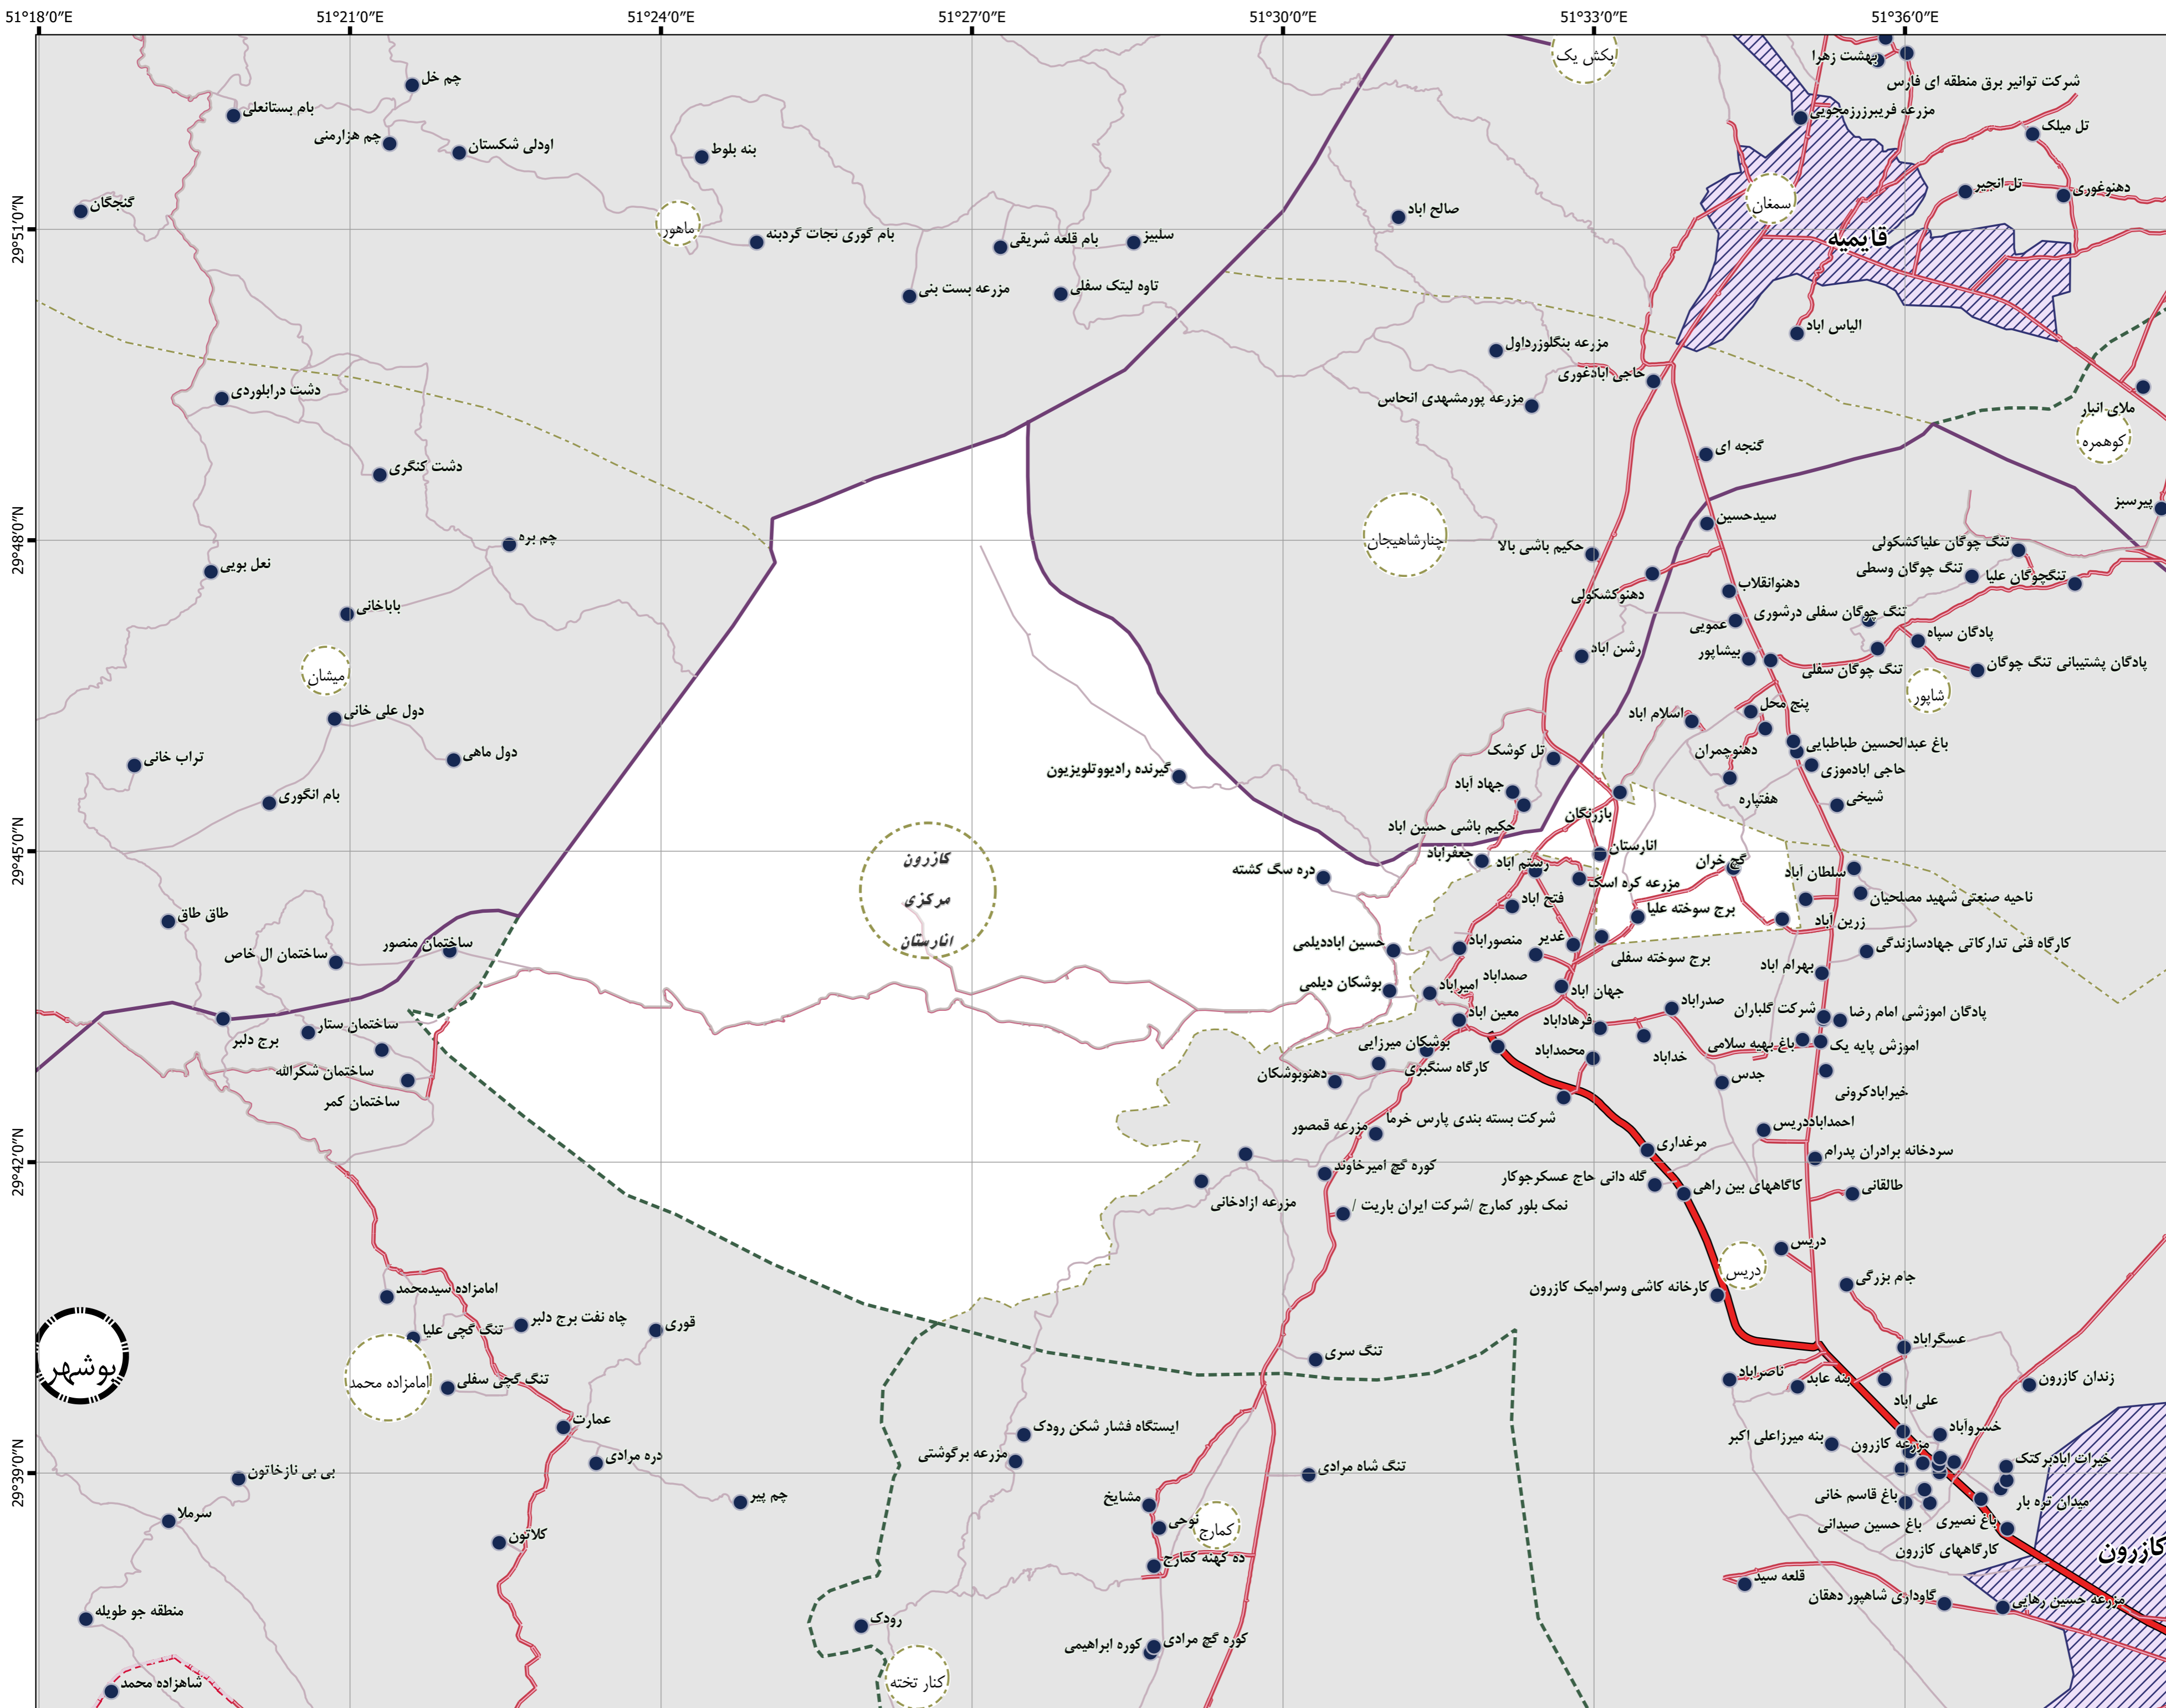 51°18′0″E
51°21′0″E
51°24′0″E
51°27′0″E
51°30′0″E
51°33′0″E
51°36′0″E
29°51′0″N
29°48′0″N
29°45′0″N
29°42′0″N
29°39′0″N
پکش یک
بهشت زهرا
شرکت توانیر برق منطقه ای فارس
چم خل
بام بستانعلی
مزرعه فریبرزرزمجویی
تل میلک
چم هزارمنی
اودلی شکستان
بنه بلوط
تل انجیر
دهنوغوری
گنجگان
سمغان
صالح اباد
ماهور
بام گوری نجات گردبنه
بام قلعه شریفی
سلبیز
قایمیه
مزرعه بست بنی
تاوه لیتک سفلی
الیاس اباد
مزرعه بنگلوزرداول
حاجی ابادغوری
دشت درابلوردی
مزرعه پورمشهدی انحاس
ملای انبار
کوهمره
گنجه ای
دشت کنگری
پیرسبز
سیدحسین
چم بره
چنارشاهیجان
حکیم باشی بالا
تنگ چوگان علیاکشکولی
نعل بویی
تنگ چوگان وسطی
تنگچوگان علیا
دهنوکشکولی
دهنوانقلاب
باباخانی
تنگ چوگان سفلی درشوری
عمویی
پادگان سپاه
رشن اباد
بیشاپور
تنگ چوگان سفلی
پادگان پشتیبانی تنگ چوگان
میشان
شاپور
دول علی خانی
اسلام اباد
پنج محل
دول ماهی
تراب خانی
تل کوشک
دهنوچمران
باغ عبدالحسین طباطبایی
گیرنده رادیووتلویزیون
حاجی ابادموزی
جهاد آباد
بام انگوری
هفتپاره
شیخی
بازرنگان
حکیم باشی حسین اباد
انارستان
جعفراباد
رستم آباد
گچ خران
کازرون
مرکزی
انارستان
دره سگ کشته
مزرعه کره اسک
سلطان آباد
ناحیه صنعتی شهید مصلحیان
فتح اباد
برج سوخته علیا
زرین آباد
طاق طاق
ساختمان منصور
ساختمان ال خاص
حسین اباددیلمی
منصوراباد
غدیر
برج سوخته سفلی
کارگاه فنی تدارکاتی جهادسازندگی
بهرام اباد
صمداباد
بوشکان دیلمی
امیراباد
جهان اباد
صدراباد
شرکت گلباران
پادگان اموزشی امام رضا
معین اباد
فرهاداباد
برج دلبر
ساختمان ستار
بوشکان میرزایی
محمداباد
خداباد
باغ بهیه سلامی
اموزش پایه یک
دهنوبوشکان
کارگاه سنگبری
جدس
ساختمان شکرالله
ساختمان کمر
خیرابادکرونی
شرکت بسته بندی پارس خرما
مزرعه قمصور
احمداباددریس
مرغداری
سردخانه برادران پدرام
کوره گچ امیرخاوند
گله دانی حاج عسکرجوکار
کاگاههای بین راهی
طالقانی
مزرعه ازادخانی
نمک بلور کمارج /شرکت ایران باریت /
دریس
دریس
جام بزرگی
امامزاده سیدمحمد
کارخانه کاشی وسرامیک کازرون
چاه نفت برج دلبر
تنگ گچی علیا
قوری
عسگراباد
بوشهر
تنگ سری
امامزاده محمد
ناصراباد
بنه عابد
زندان کازرون
تنگ گچی سفلی
علی اباد
عمارت
ایستگاه فشار شکن رودک
خسروآباد
بنه میرزاعلی اکبر
مزرعه کازرون
دره مرادی
مزرعه برگوشتی
تنگ شاه مرادی
خیرات ابادبرکتک
بی بی نازخاتون
چم پیر
مشایخ
باغ قاسم خانی
میدان تره بار
سرملا
نوجی
کمارج
باغ نصیری
باغ حسین صیدانی
کلاتون
ده کهنه کمارج
کارگاههای کازرون
کازرون
قلعه سید
منطقه جو طویله
گاوداری شاهپور دهقان
مزرعه حسین رهایی
رودک
کوره ابراهیمی
کوره گچ مرادی
کنار تخته
شاهزاده محمد